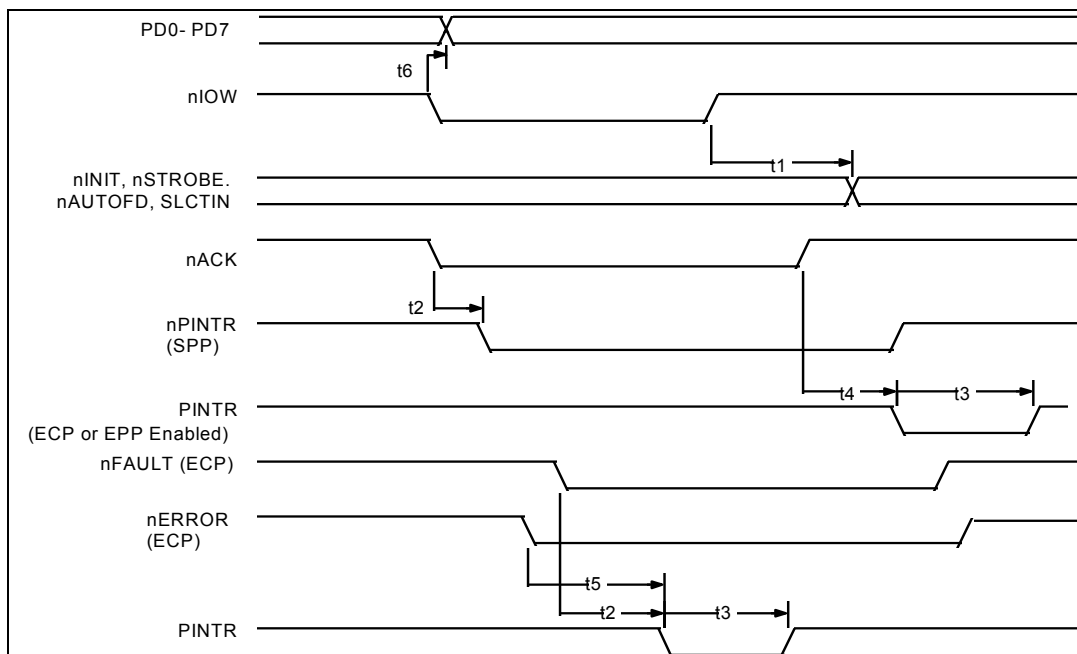 PD0- PD7
t6
nIOW
t1
nINIT, nSTROBE.
nAUTOFD, SLCTIN
nACK
t2
nPINTR
(SPP)
t4
t3
PINTR
(ECP or EPP Enabled)
nFAULT (ECP)
nERROR
(ECP)
t5
t2
t3
PINTR